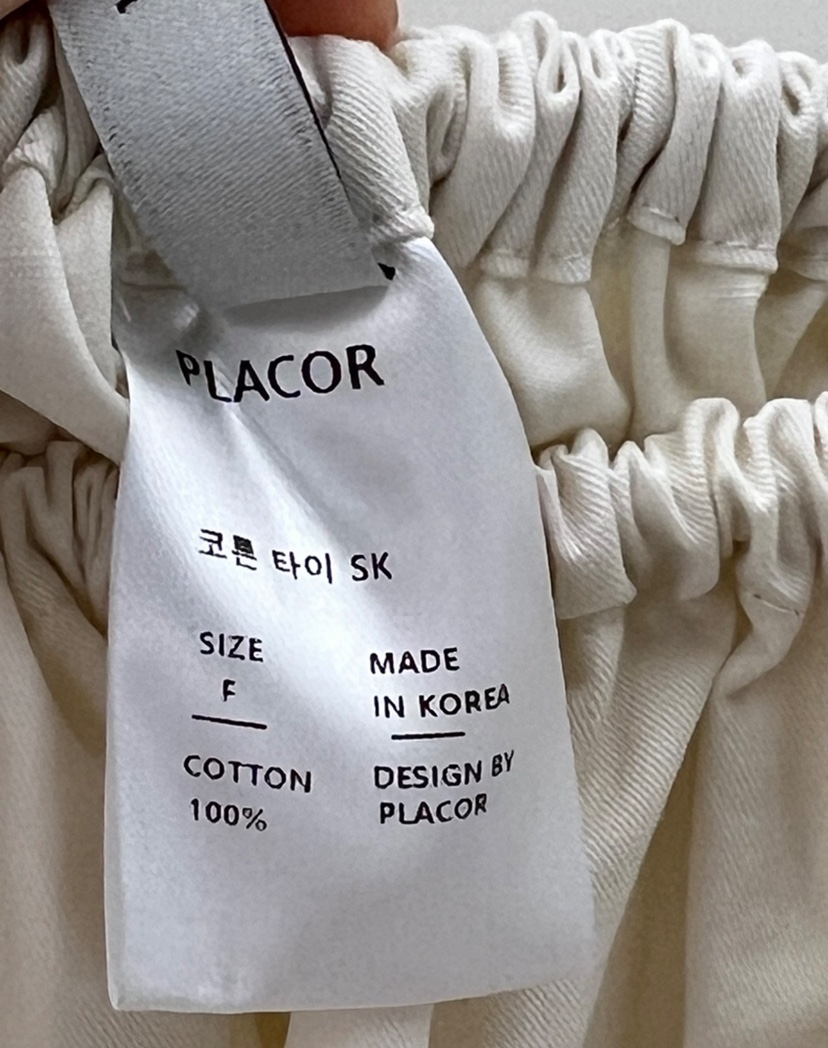 PLACOR
코튼 타이 SK
SIZE
F
COTTON
100%
MADE
IN KOREA
DESIGN BY
PLACOR